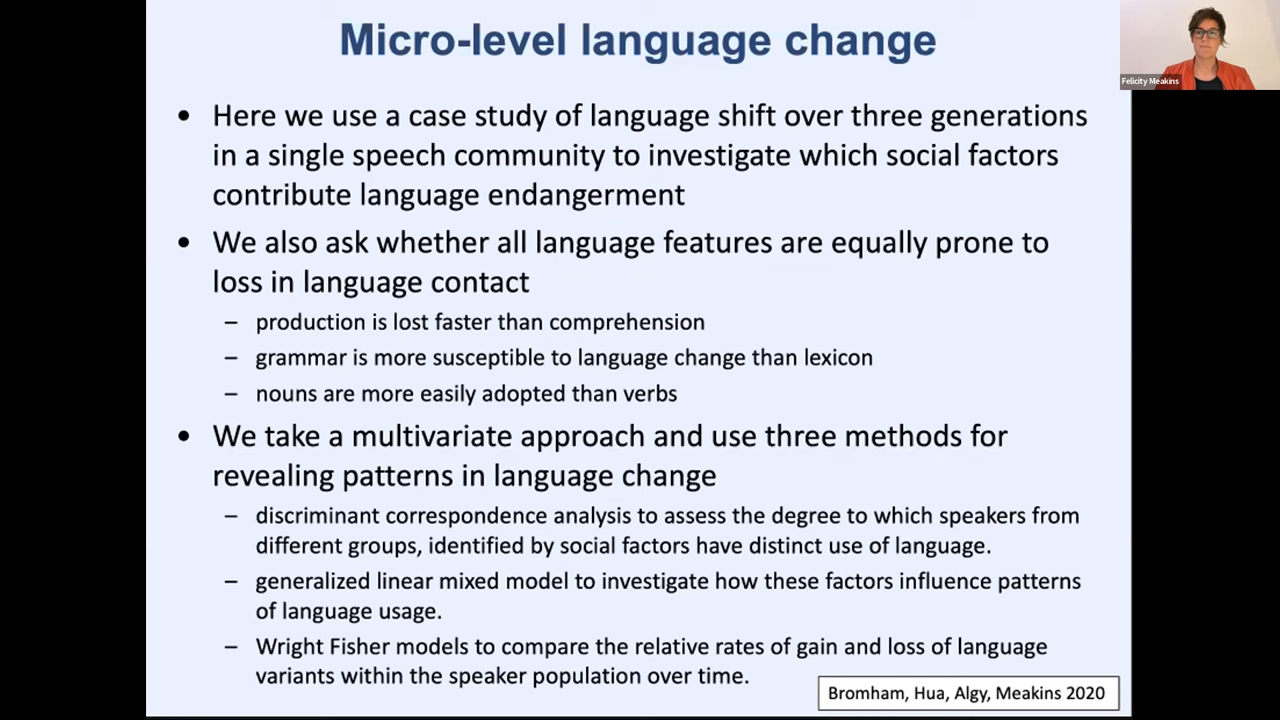 Micro-level language change
Felicity Meakins
• Here we use a case study of language shift over three generations
in a single speech community to investigate which social factors
contribute language endangerment
• We also ask whether all language features are equally prone to
loss in language contact
– production is lost faster than comprehension
– grammar is more susceptible to language change than lexicon
– nouns are more easily adopted than verbs
• We take a multivariate approach and use three methods for
revealing patterns in language change
– discriminant correspondence analysis to assess the degree to which speakers from
different groups, identified by social factors have distinct use of language.
– generalized linear mixed model to investigate how these factors influence patterns
of language usage.
– Wright Fisher models to compare the relative rates of gain and loss of language
variants within the speaker population over time.
Bromham, Hua, Algy, Meakins 2020